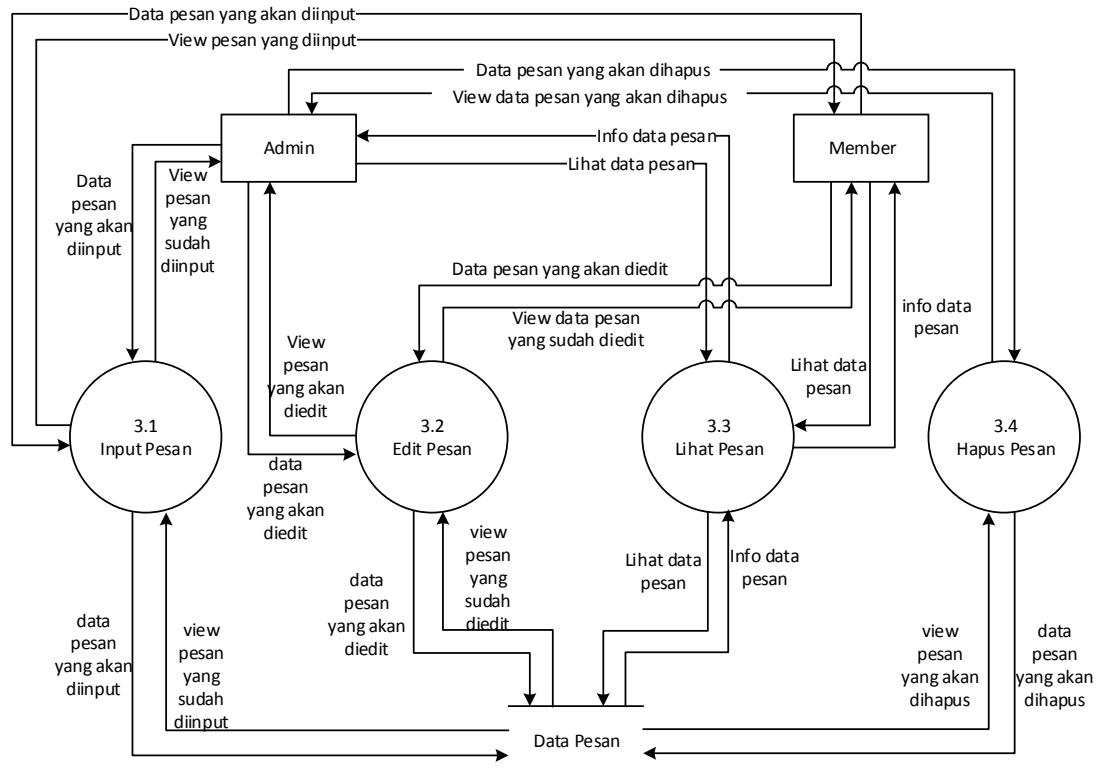 Data pesan yang akan diinput
View pesan yang diinput
Data pesan yang akan dihapus
View data pesan yang akan dihapus
Admin
Info data pesan
Lihat data pesan
Member
Data
pesan
yang akan
diinput
View
pesan
yang
sudah
diinput
Data pesan yang akan diedit
View data pesan
yang sudah diedit
info data
pesan
View
pesan
yang akan
diedit
Lihat data
pesan
3.1
Input Pesan
3.2
Edit Pesan
3.3
Lihat Pesan
3.4
Hapus Pesan
data
pesan
yang akan
diedit
view
pesan
yang
sudah
diedit
Lihat data
pesan
Info data
pesan
data
pesan
yang akan
diedit
data
pesan
yang akan
diinput
view
pesan
yang
sudah
diinput
view
pesan
yang akan
dihapus
data
pesan
yang akan
dihapus
Data Pesan